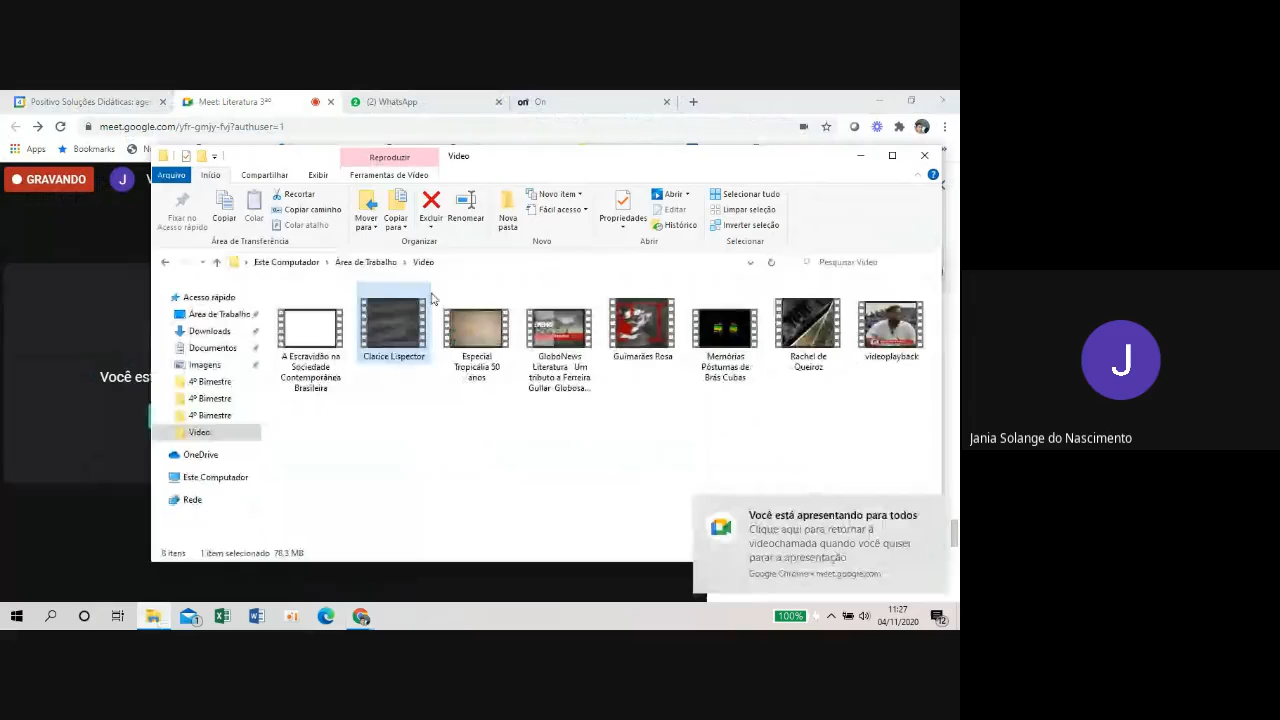 Positivo Soluções Didáticas: age
Meet: Literatura 3ªº
(2) WhatsApp
on
On
meet.google.com/yfr-gmjy-fvj?authuser=1
Apps
Bookmarks
N
GRAVANDO
J
Reproduzir
Video
Arquivo
Início
Compartilhar
Exibir
Ferramentas de Vídeo
Fixar no
Acesso rápido
Copiar
Colar
Recortar
Copiar caminho
Colar atalho
Área de Transferência
Mover
para
Copiar
para
Excluir
Renomear
Organizar
Nova
pasta
Novo item
Fácil acesso
Novo
Propriedades
Abrir
Editar
Histórico
Abrir
Selecionar tudo
Limpar seleção
Inverter seleção
Selecionar
Este Computador
Área de Trabalho
Video
Pesquisar Video
Acesso rápido
Área de Trabalho
Downloads
Documentos
Imagens
4º Bimestre
4º Bimestre
4º Bimestre
Video
OneDrive
Este Computador
Rede
A Escravidão na
Sociedade
Contemporânea
Brasileira
Clarice Lispector
Especial
Tropicália 50
anos
GloboNews
Literatura Um
tributo a Ferreira
Gullar Globosa...
Guimarães Rosa
Memórias
Póstumas de
Brás Cubas
Rachel de
Queiroz
videoplayback
Você es
8 itens
1 item selecionado 78,3 MB
Você está apresentando para todos
Clique aqui para retornar à
videochamada quando você quiser
parar a apresentação
Google Chrome • meet.google.com
100%
11:27
04/11/2020
J
Jania Solange do Nascimento